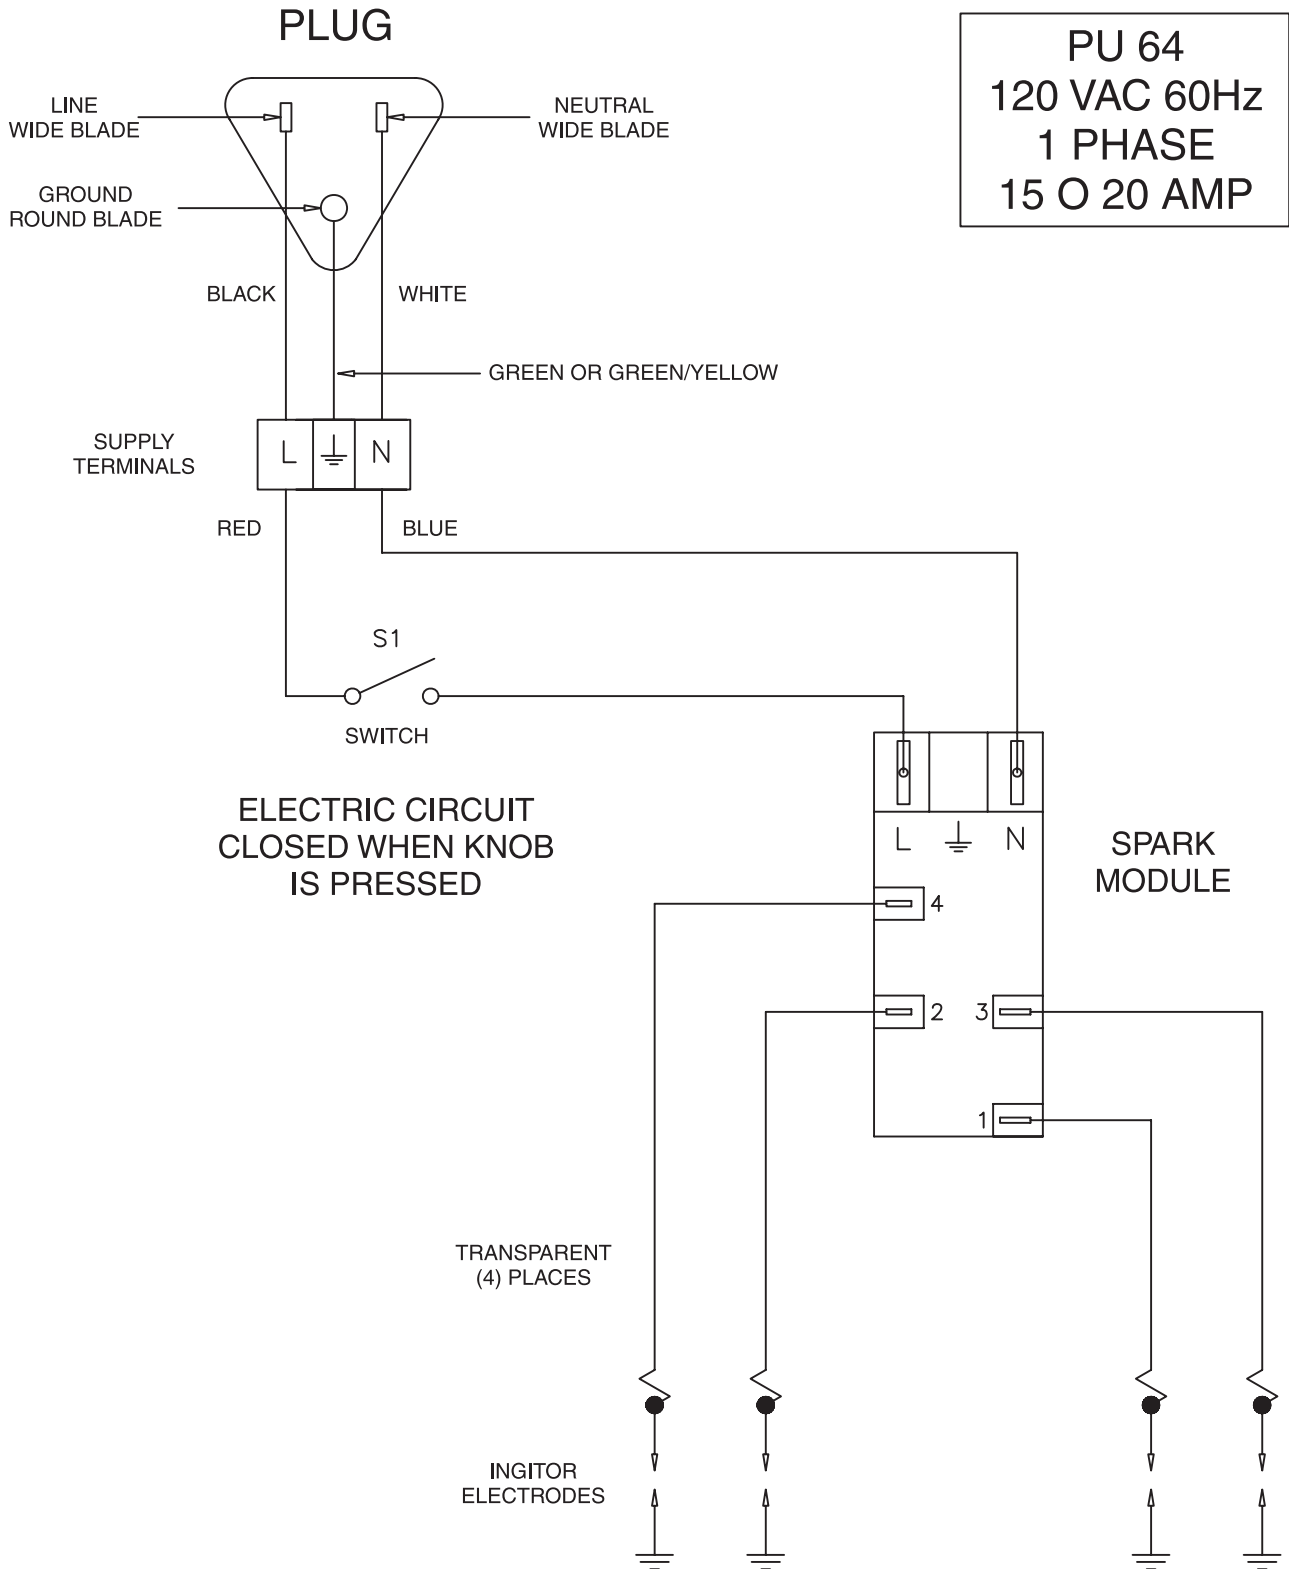 PLUG
PU 64
120 VAC 60Hz
1 PHASE
15 O 20 AMP
LINE
WIDE BLADE
NEUTRAL
WIDE BLADE
GROUND
ROUND BLADE
BLACK
WHITE
GREEN OR GREEN/YELLOW
SUPPLY
TERMINALS
L
N
RED
BLUE
S1
SWITCH
ELECTRIC CIRCUIT
CLOSED WHEN KNOB
IS PRESSED
L
N
SPARK
MODULE
4
2
3
1
TRANSPARENT
(4) PLACES
INGITOR
ELECTRODES